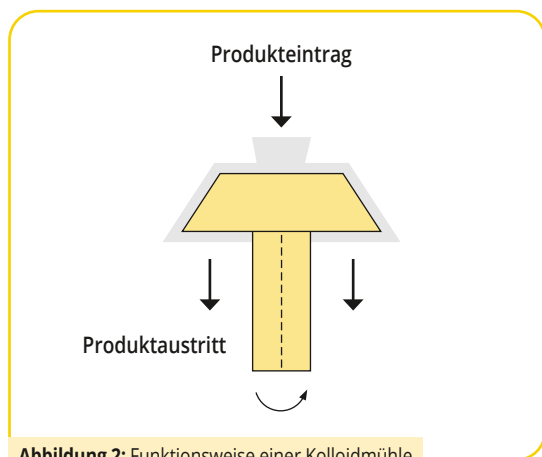 Produkteintrag
Produktaustritt
Abbildung 2: Funktionsweise einer Kolloidmühle